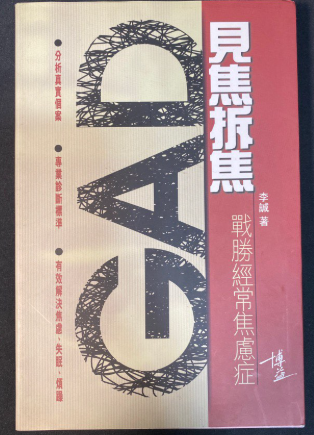 見焦拆焦
李誠 著
戰勝經常焦慮症
博益
GAD
● 分析真實個案
● 專業診斷標準
● 有效解決焦慮、失眠、煩躁